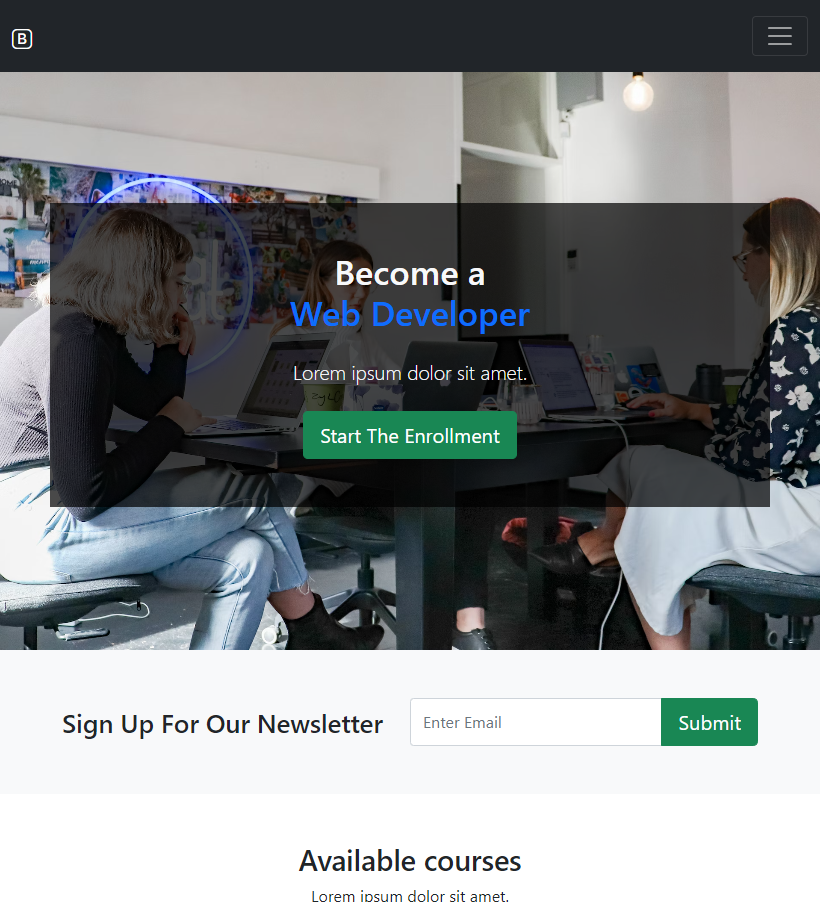 B
Become a
Web Developer
Lorem ipsum dolor sit amet.
Start The Enrollment
Sign Up For Our Newsletter
Enter Email
Submit
Available courses
Lorem ipsum dolor sit amet.